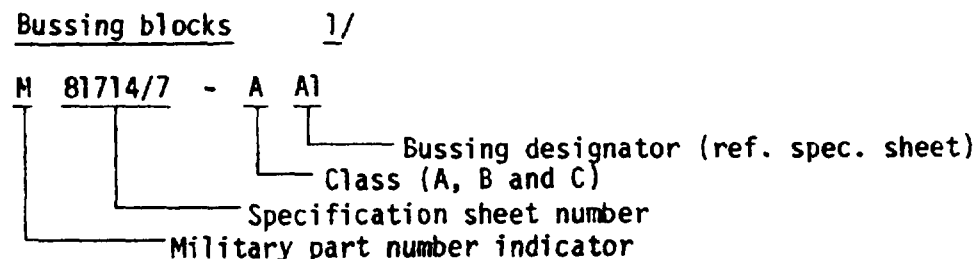 Bussing blocks 1/
M 81714/7 - A A1
Bussing designator (ref. spec. sheet)
Class (A, B and C)
Specification sheet number
Military part number indicator